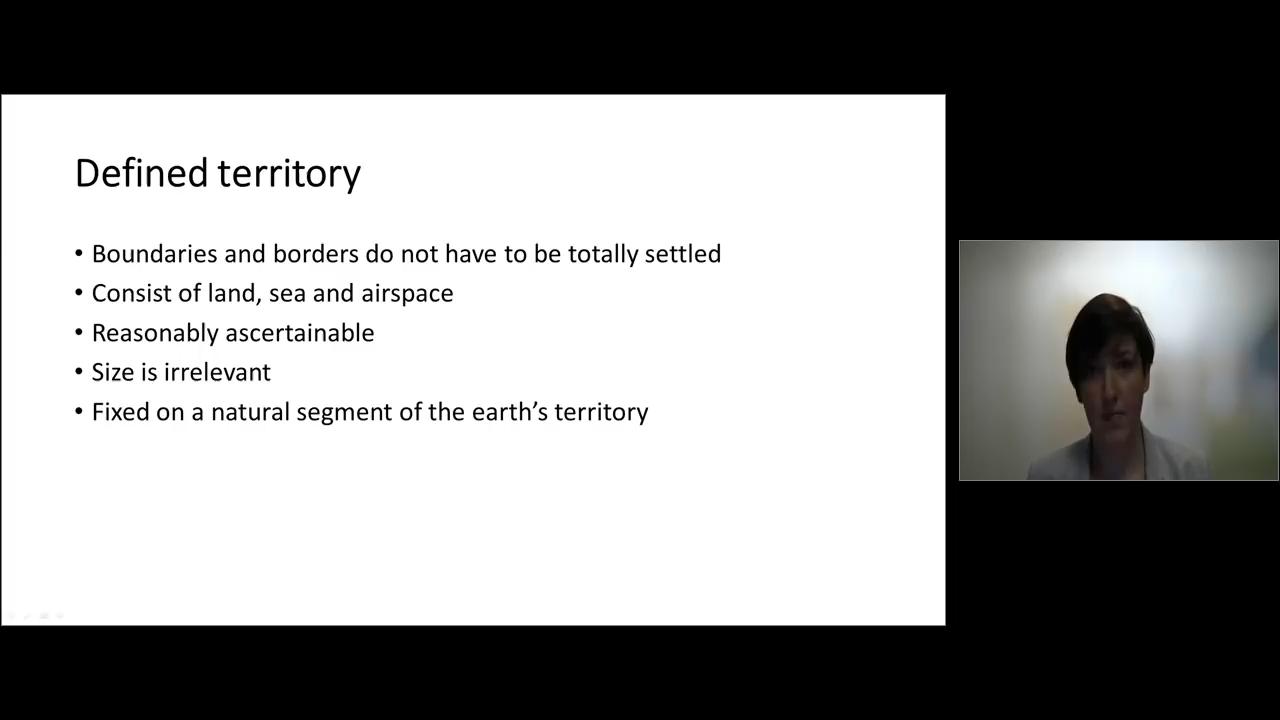 Defined territory
• Boundaries and borders do not have to be totally settled
• Consist of land, sea and airspace
• Reasonably ascertainable
• Size is irrelevant
• Fixed on a natural segment of the earth’s territory